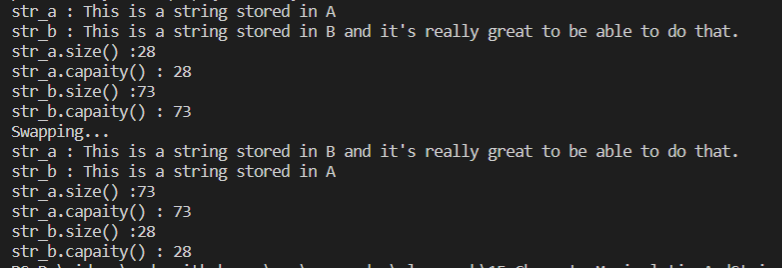 str_a : This is a string stored in A
str_b : This is a string stored in B and it's really great to be able to do that.
str_a.size() :28
str_a.capaity() : 28
str_b.size() :73
str_b.capaity() : 73
Swapping...
str_a : This is a string stored in B and it's really great to be able to do that.
str_b : This is a string stored in A
str_a.size() :73
str_a.capaity() : 73
str_b.size() :28
str_b.capaity() : 28